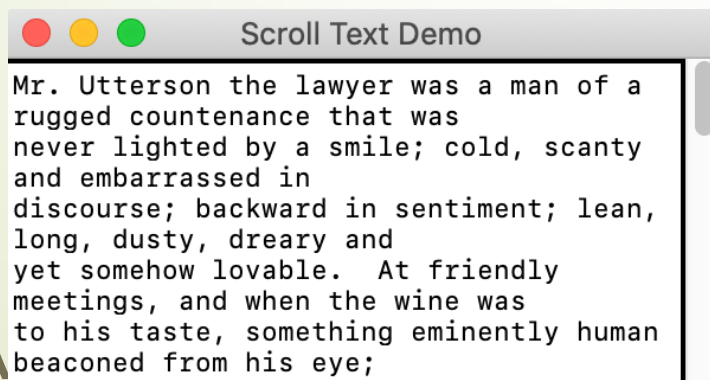 Scroll Text Demo
Mr. Utterson the lawyer was a man of a
rugged countenance that was
never lighted by a smile; cold, scanty
and embarrassed in
discourse; backward in sentiment; lean,
long, dusty, dreary and
yet somehow lovable.  At friendly
meetings, and when the wine was
to his taste, something eminently human
beaconed from his eye;